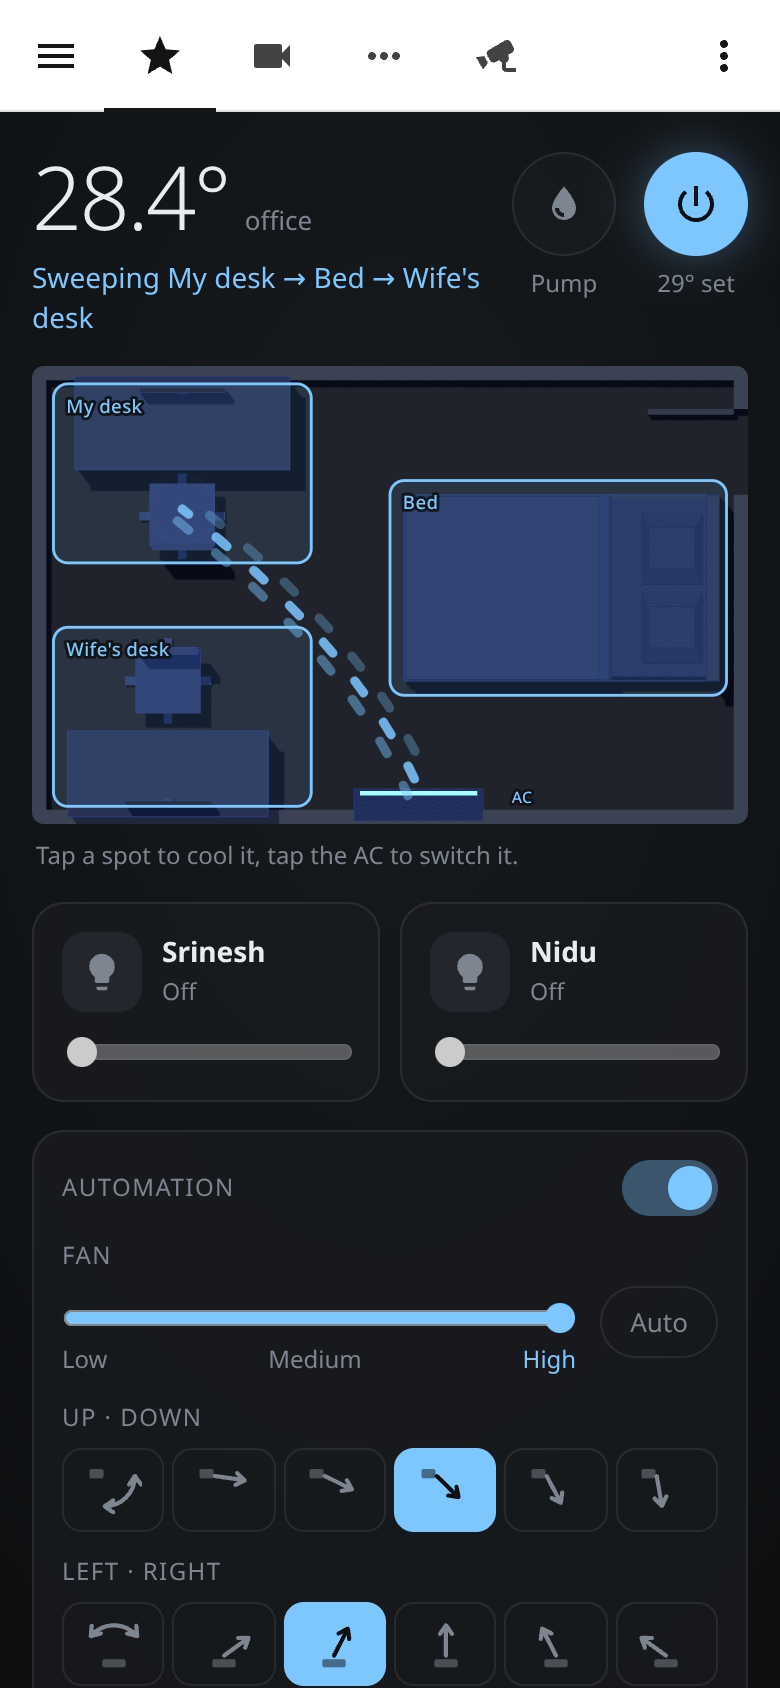 28.4° office
Sweeping My desk → Bed → Wife's
desk
Pump
29° set
My desk
Bed
Wife's desk
AC
Tap a spot to cool it, tap the AC to switch it.
Srinesh
Off
Nidu
Off
AUTOMATION
FAN
Auto
Low Medium High
UP · DOWN
LEFT · RIGHT